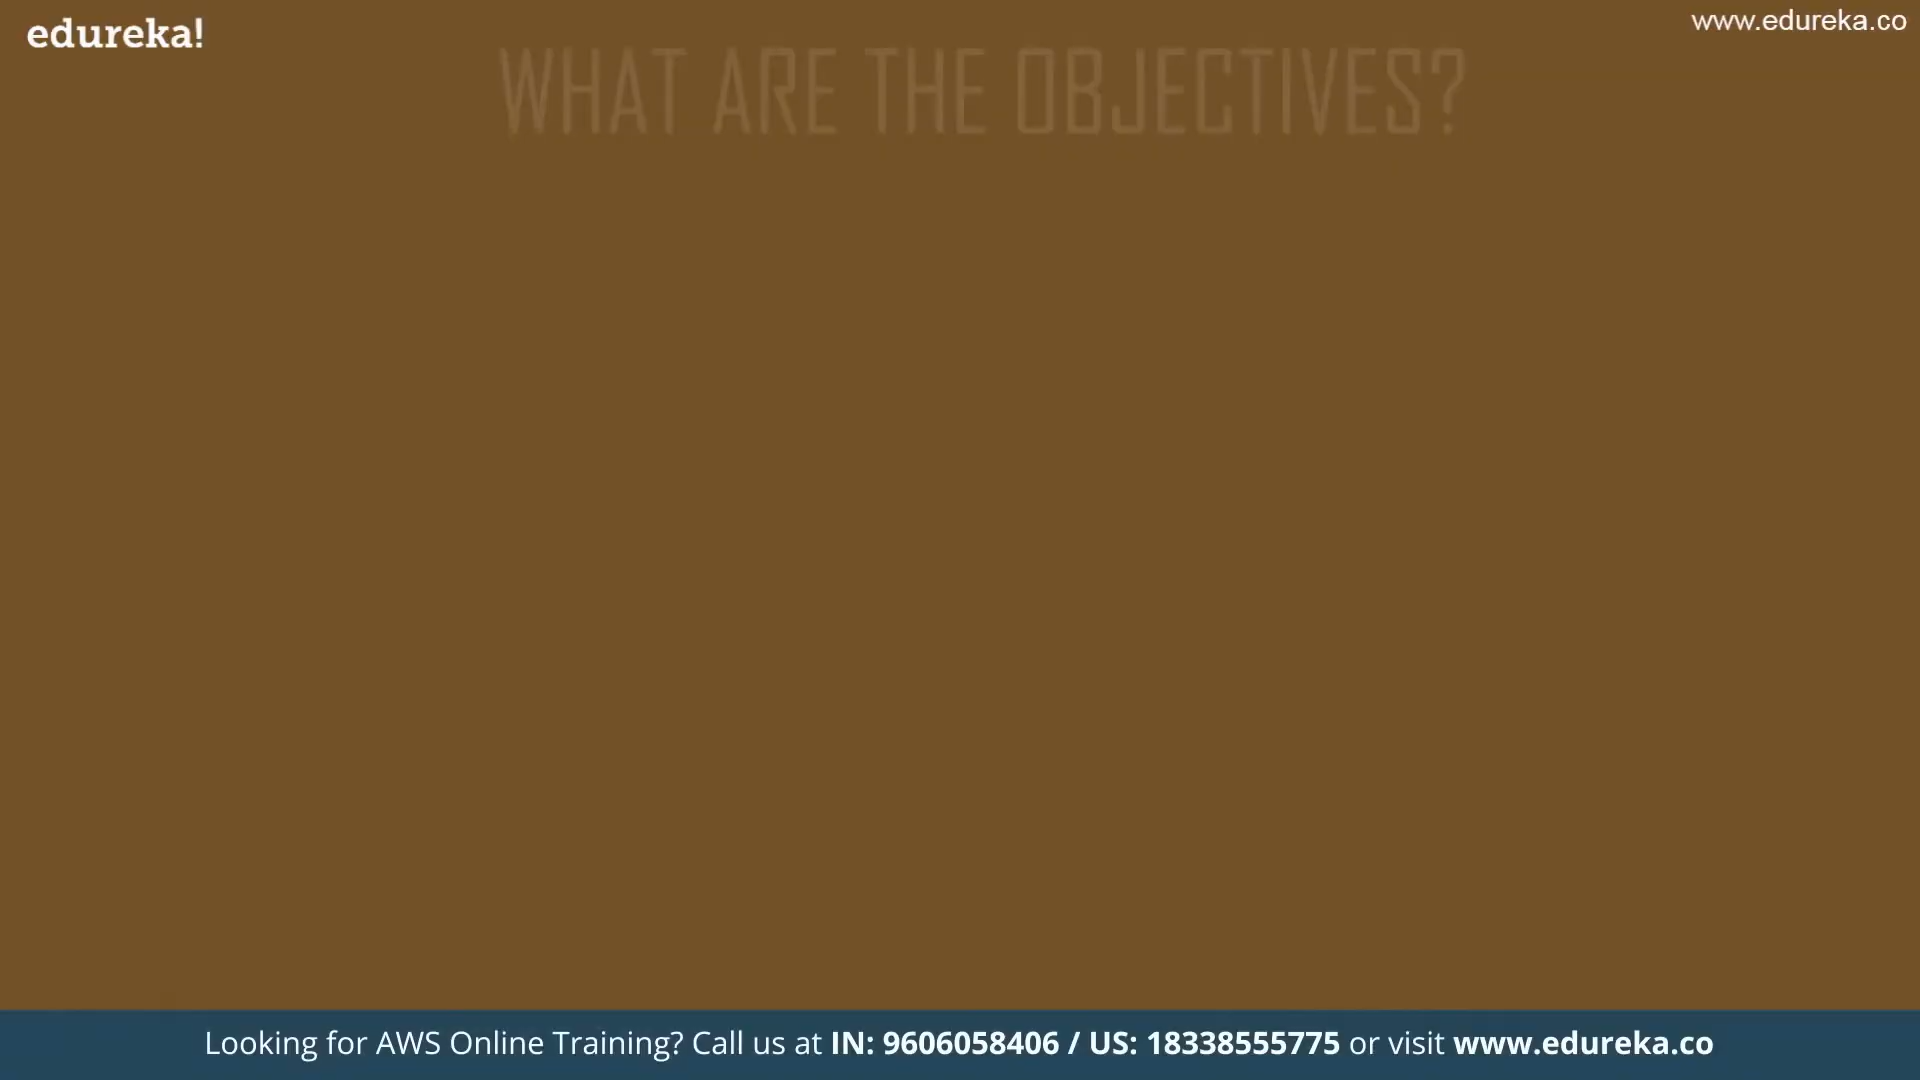 edureka!
www.edureka.co
WHAT ARE THE OBJECTIVES?
Looking for AWS Online Training? Call us at IN: 9606058406 / US: 18338555775 or visit www.edureka.co